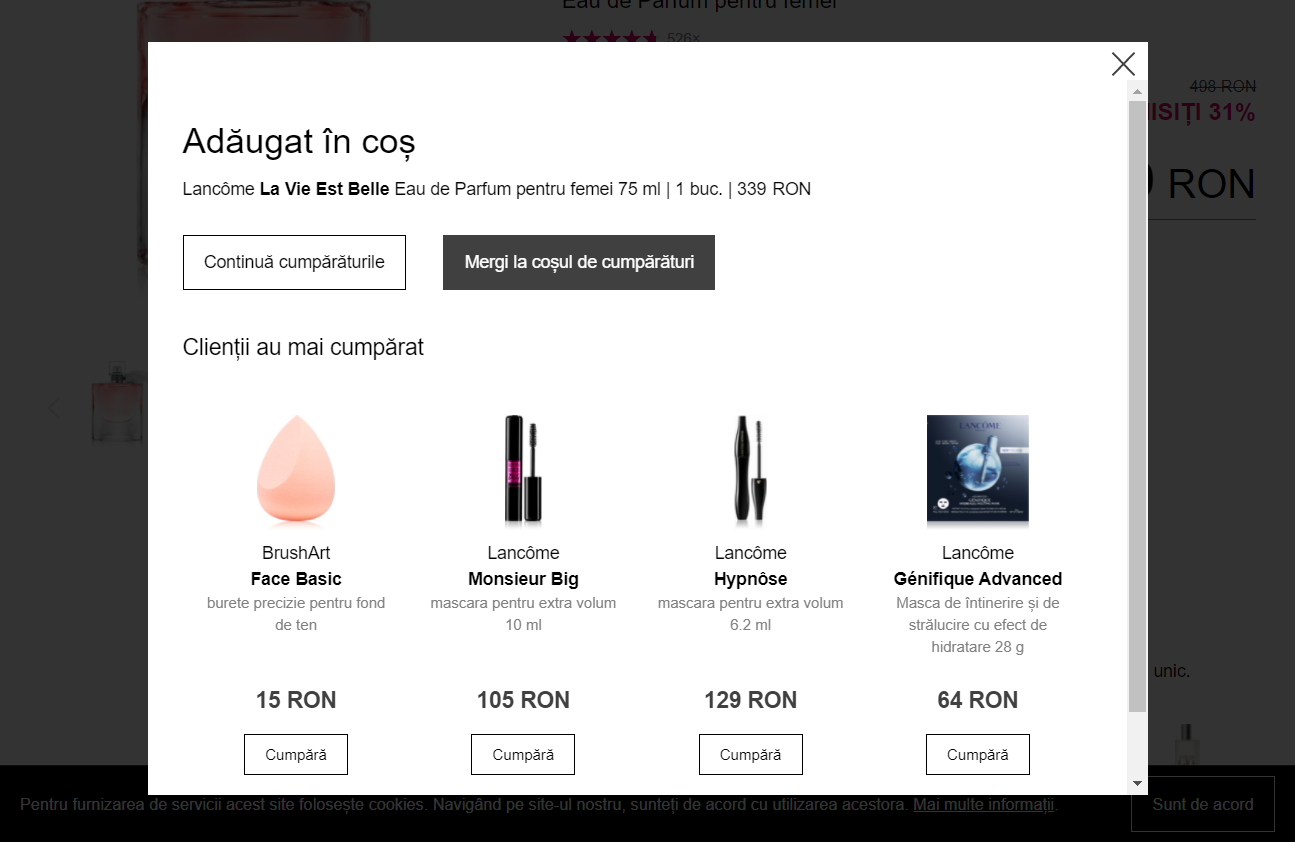 Eau de Parfum pentru femei
526×
498 RON
ISIȚI 31%
RON
Adăugat în coș
Lancôme La Vie Est Belle Eau de Parfum pentru femei 75 ml | 1 buc. | 339 RON
Continuă cumpărăturile
Mergi la coșul de cumpărături
Clienții au mai cumpărat
LANCOME
GÉNIFIQUE
BrushArt
Face Basic
burete precizie pentru fond
de ten
15 RON
Cumpără
Lancôme
Monsieur Big
mascara pentru extra volum
10 ml
105 RON
Cumpără
Lancôme
Hypnôse
mascara pentru extra volum
6.2 ml
129 RON
Cumpără
Lancôme
Génifique Advanced
Masca de întinerire și de
strălucire cu efect de
hidratare 28 g
64 RON
Cumpără
unic.
Pentru furnizarea de servicii acest site folosește cookies. Navigând pe site-ul nostru, sunteți de acord cu utilizarea acestora. Mai multe informații.
Sunt de acord